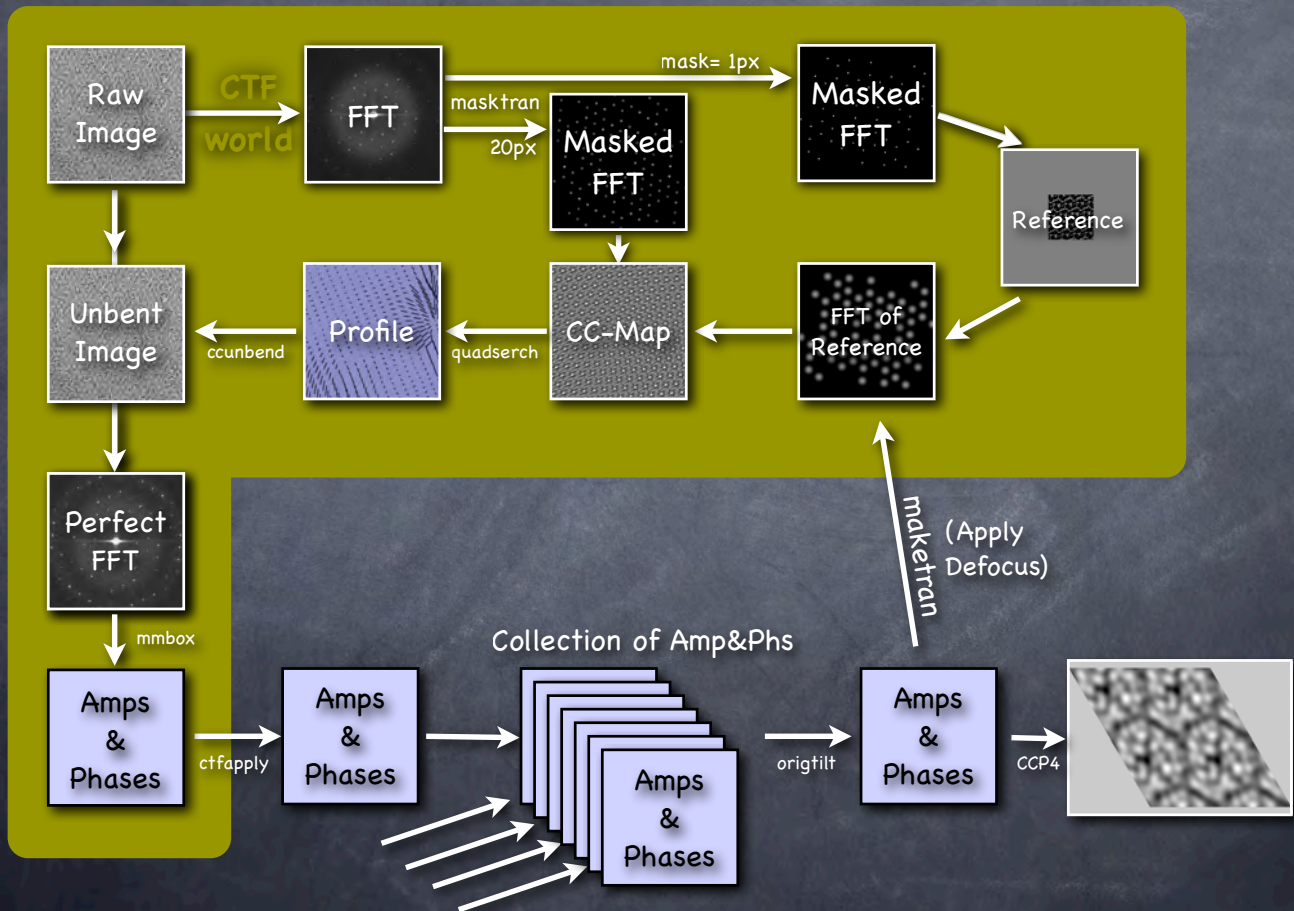 Raw
Image
CTF
world
FFT
mask= 1px
masktran
20px
Masked
FFT
Masked
FFT
Reference
Unbent
Image
ccunbend
Profile
quadserch
CC-Map
FFT of
Reference
Perfect
FFT
maketran
(Apply
Defocus)
mmbox
Collection of Amp&Phs
Amps
&
Phases
ctfapply
Amps
&
Phases
Amps
&
Phases
origtilt
Amps
&
Phases
CCP4